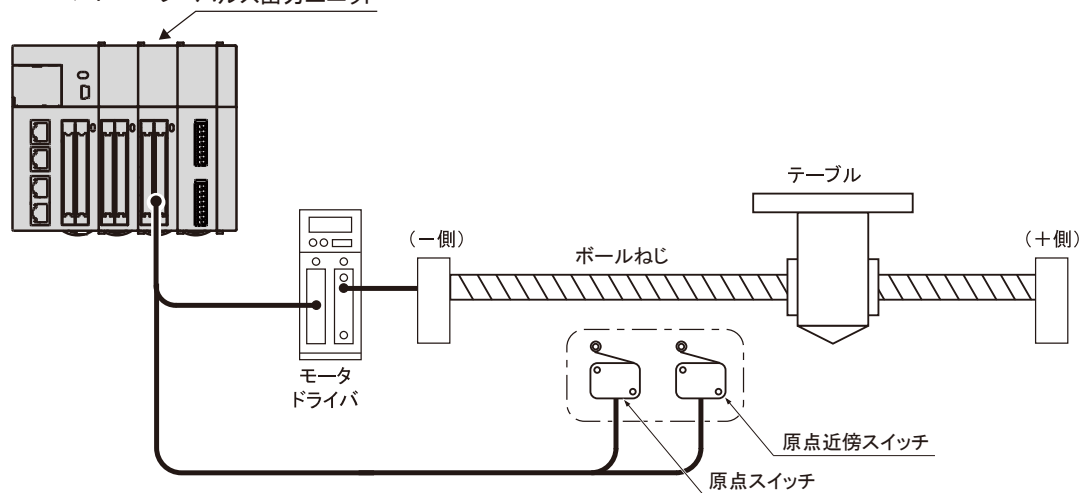 テーブル
(－側)
ボールねじ
(＋側)
モータ
ドライバ
原点近傍スイッチ
原点スイッチ